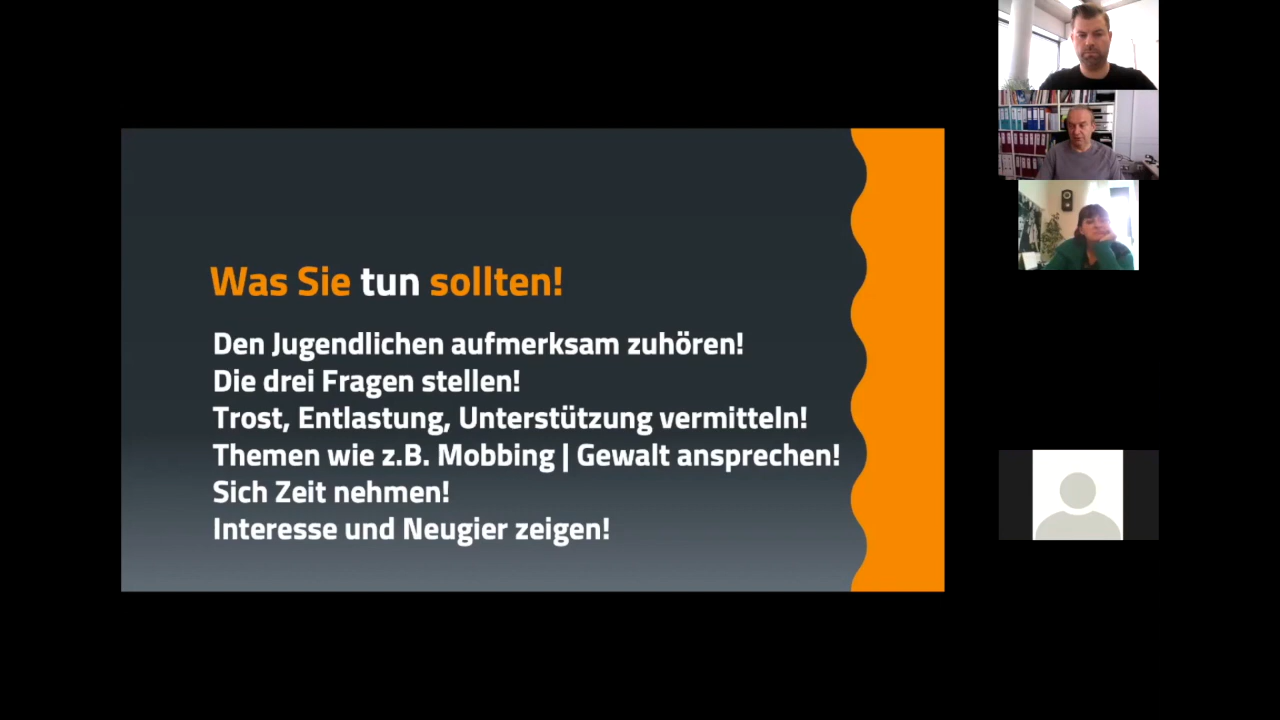 Was Sie tun sollten!
Den Jugendlichen aufmerksam zuhören!
Die drei Fragen stellen!
Trost, Entlastung, Unterstützung vermitteln!
Themen wie z.B. Mobbing | Gewalt ansprechen!
Sich Zeit nehmen!
Interesse und Neugier zeigen!